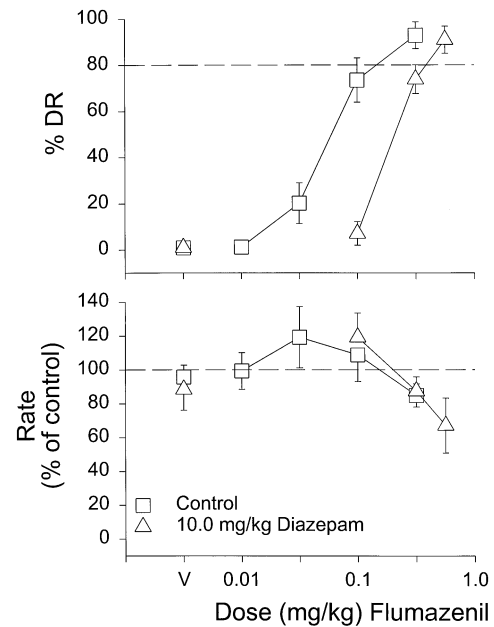 100
80
60
40
20
0
% DR
140
120
100
80
60
40
20
0
Rate
(% of control)
Control
10.0 mg/kg Diazepam
V 0.01 0.1 1.0
Dose (mg/kg) Flumazenil